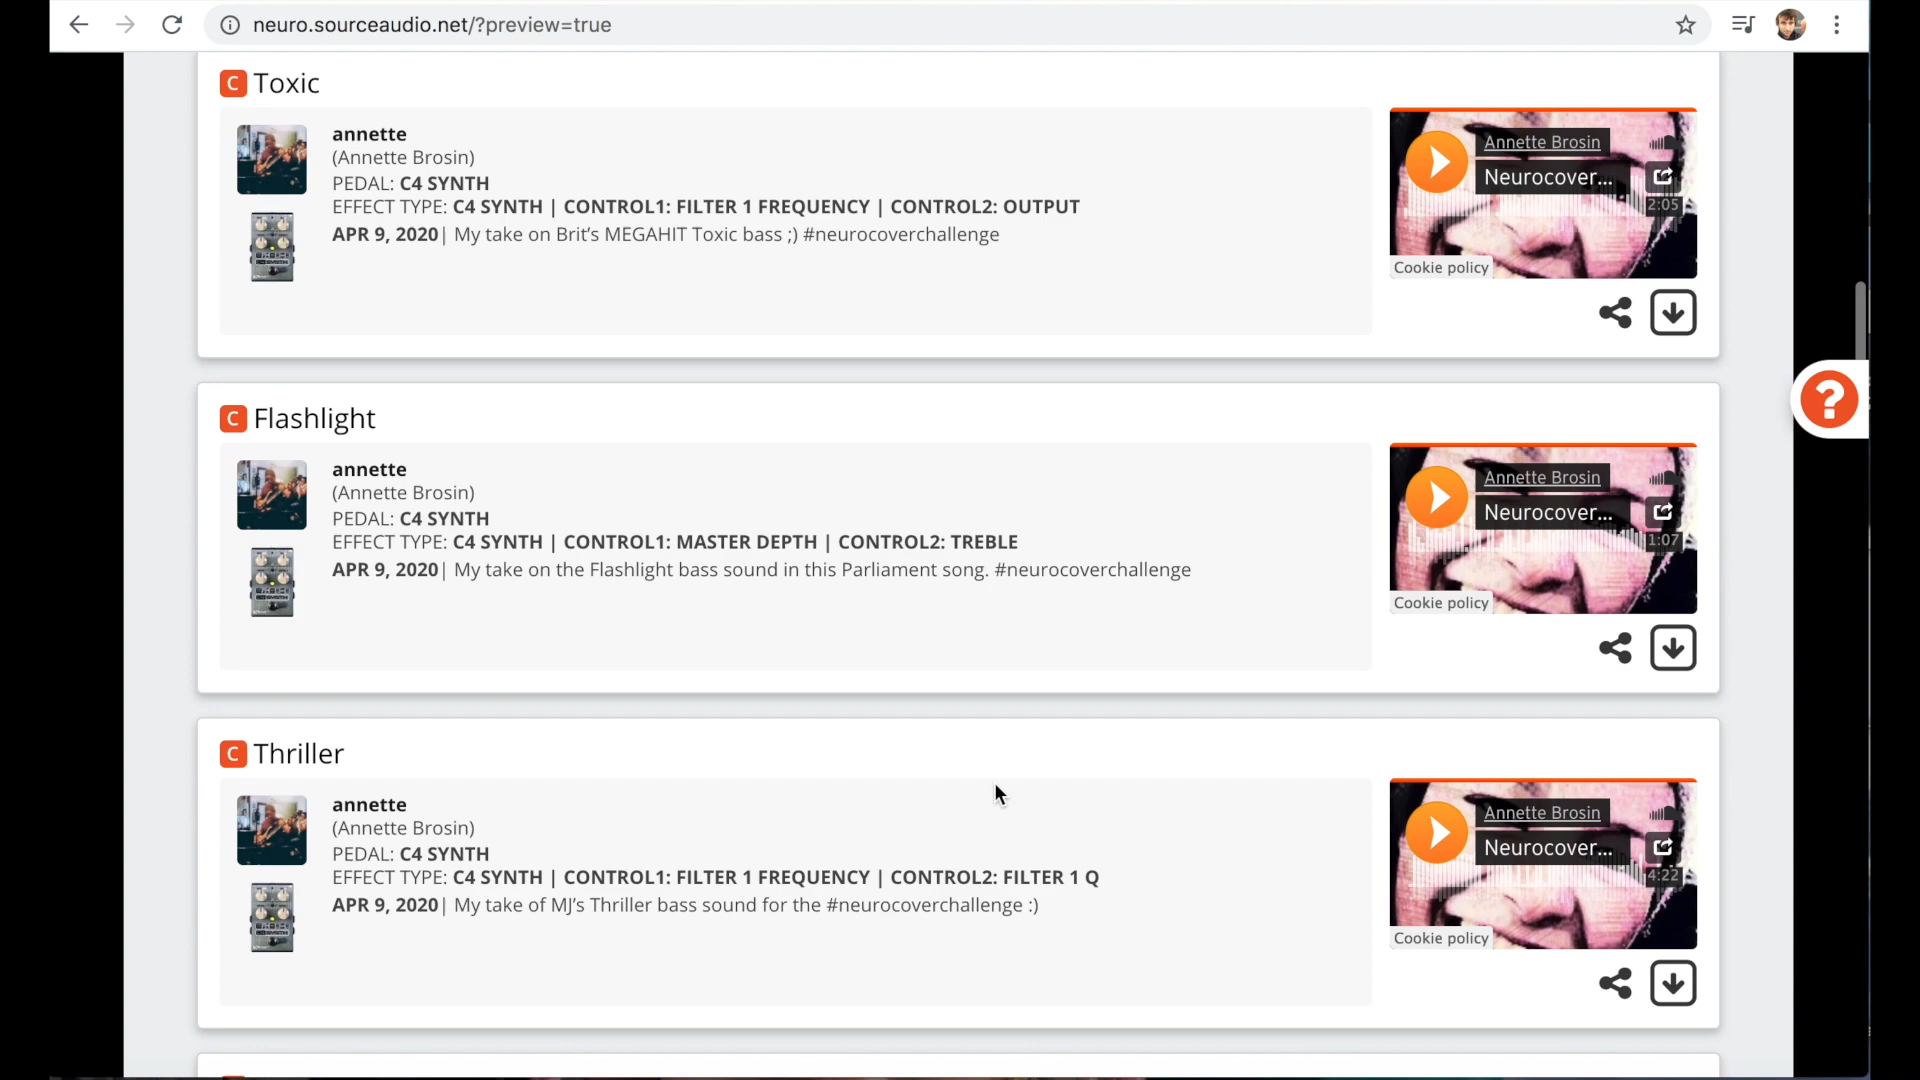 neuro.sourceaudio.net/?preview=true
C Toxic
annette
(Annette Brosin)
PEDAL: C4 SYNTH
EFFECT TYPE: C4 SYNTH | CONTROL1: FILTER 1 FREQUENCY | CONTROL2: OUTPUT
APR 9, 2020| My take on Brit’s MEGAHIT Toxic bass ;) #neurocoverchallenge
Annette Brosin
Neurocover...
2:05
Cookie policy
?
C Flashlight
annette
(Annette Brosin)
PEDAL: C4 SYNTH
EFFECT TYPE: C4 SYNTH | CONTROL1: MASTER DEPTH | CONTROL2: TREBLE
APR 9, 2020| My take on the Flashlight bass sound in this Parliament song. #neurocoverchallenge
Annette Brosin
Neurocover...
1:07
Cookie policy
C Thriller
annette
(Annette Brosin)
PEDAL: C4 SYNTH
EFFECT TYPE: C4 SYNTH | CONTROL1: FILTER 1 FREQUENCY | CONTROL2: FILTER 1 Q
APR 9, 2020| My take of MJ’s Thriller bass sound for the #neurocoverchallenge :)
Annette Brosin
Neurocover...
4:22
Cookie policy